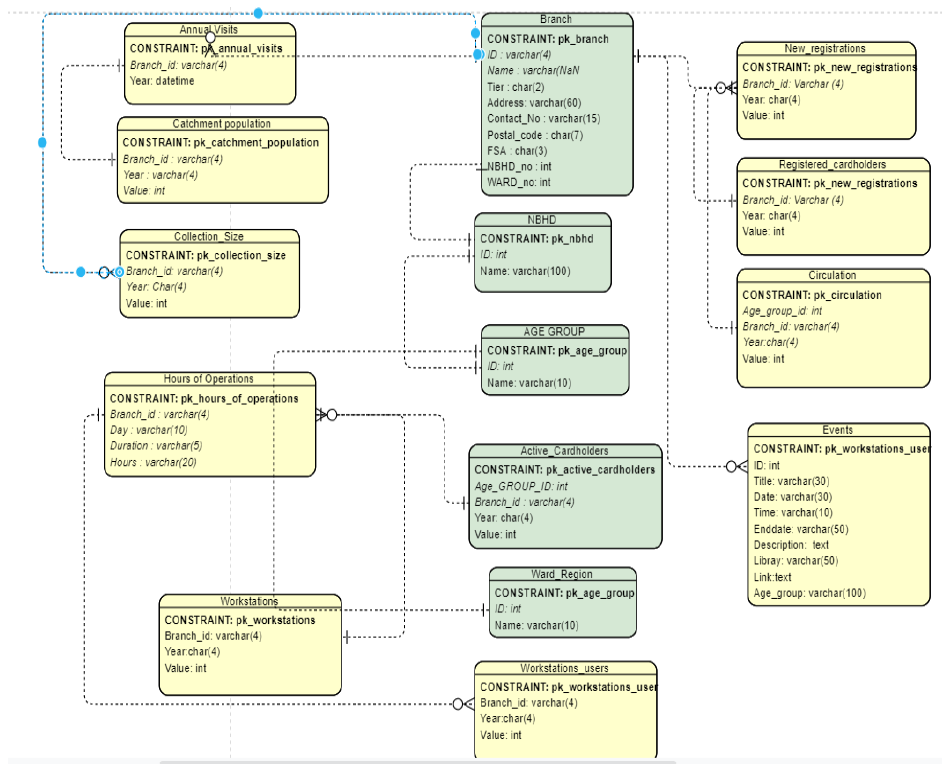 Annual Visits
CONSTRAINT: pk_annual_visits
Branch_id: varchar(4)
Year: datetime
Catchment population
CONSTRAINT: pk_catchment_population
Branch_id : varchar(4)
Year : varchar(4)
Value: int
Collection_Size
CONSTRAINT: pk_collection_size
Branch_id: varchar(4)
Year: Char(4)
Value: int
Hours of Operations
CONSTRAINT: pk_hours_of_operations
Branch_id : varchar(4)
Day : varchar(10)
Duration : varchar(5)
Hours : varchar(20)
Workstations
CONSTRAINT: pk_workstations
Branch_id: varchar(4)
Year:char(4)
Value: int
Branch
CONSTRAINT: pk_branch
ID : varchar(4)
Name : varchar(NaN
Tier : char(2)
Address: varchar(60)
Contact_No : varchar(15)
Postal_code : char(7)
FSA : char(3)
NBHD_no : int
WARD_no: int
NBHD
CONSTRAINT: pk_nbhd
ID: int
Name: varchar(100)
AGE GROUP
CONSTRAINT: pk_age_group
ID: int
Name: varchar(10)
Active_Cardholders
CONSTRAINT: pk_active_cardholders
Age_GROUP_ID: int
Branch_id : varchar(4)
Year: char(4)
Value: int
Ward_Region
CONSTRAINT: pk_age_group
ID: int
Name: varchar(10)
Workstations_users
CONSTRAINT: pk_workstations_user
Branch_id: varchar(4)
Year:char(4)
Value: int
New_registrations
CONSTRAINT: pk_new_registrations
Branch_id: Varchar (4)
Year: char(4)
Value: int
Registered_cardholders
CONSTRAINT: pk_new_registrations
Branch_id: Varchar (4)
Year: char(4)
Value: int
Circulation
CONSTRAINT: pk_circulation
Age_group_id: int
Branch_id: varchar(4)
Year:char(4)
Value: int
Events
CONSTRAINT: pk_workstations_user
ID: int
Title: varchar(30)
Date: varchar(30)
Time: varchar(10)
Enddate: varchar(50)
Description: text
Libray: varchar(50)
Link:text
Age_group: varchar(100)